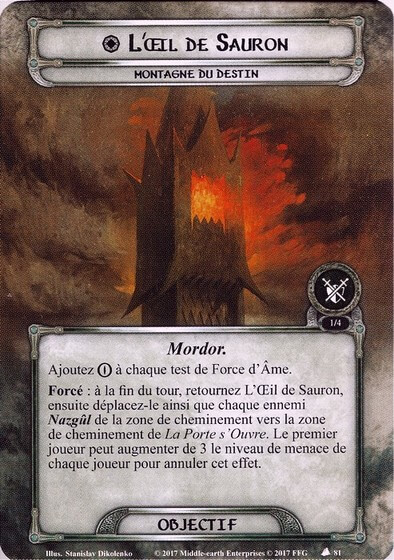 L'ŒIL DE SAURON
MONTAGNE DU DESTIN
1/4
Mordor.
Ajoutez 1 à chaque test de Force d'Âme.
Forcé : à la fin du tour, retournez L'Œil de Sauron,
ensuite déplacez-le ainsi que chaque ennemi
Nazgûl de la zone de cheminement vers la zone
de cheminement de La Porte s'Ouvre. Le premier
joueur peut augmenter de 3 le niveau de menace
de chaque joueur pour annuler cet effet.
OBJECTIF
Illus. Stanislav Dikolenko © 2017 Middle-earth Enterprises © 2017 FFG 81